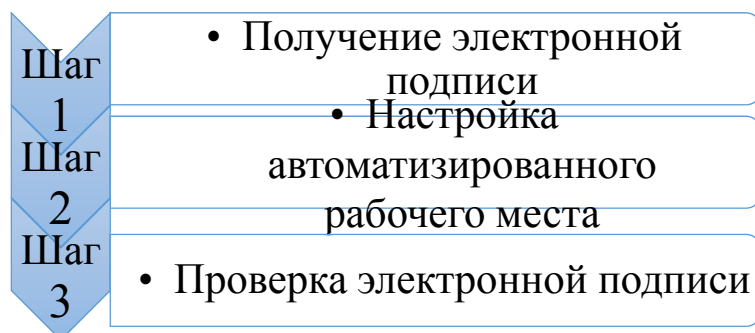 Шаг
1
• Получение электронной
подписи
Шаг
2
• Настройка
автоматизированного
рабочего места
Шаг
3
• Проверка электронной подписи